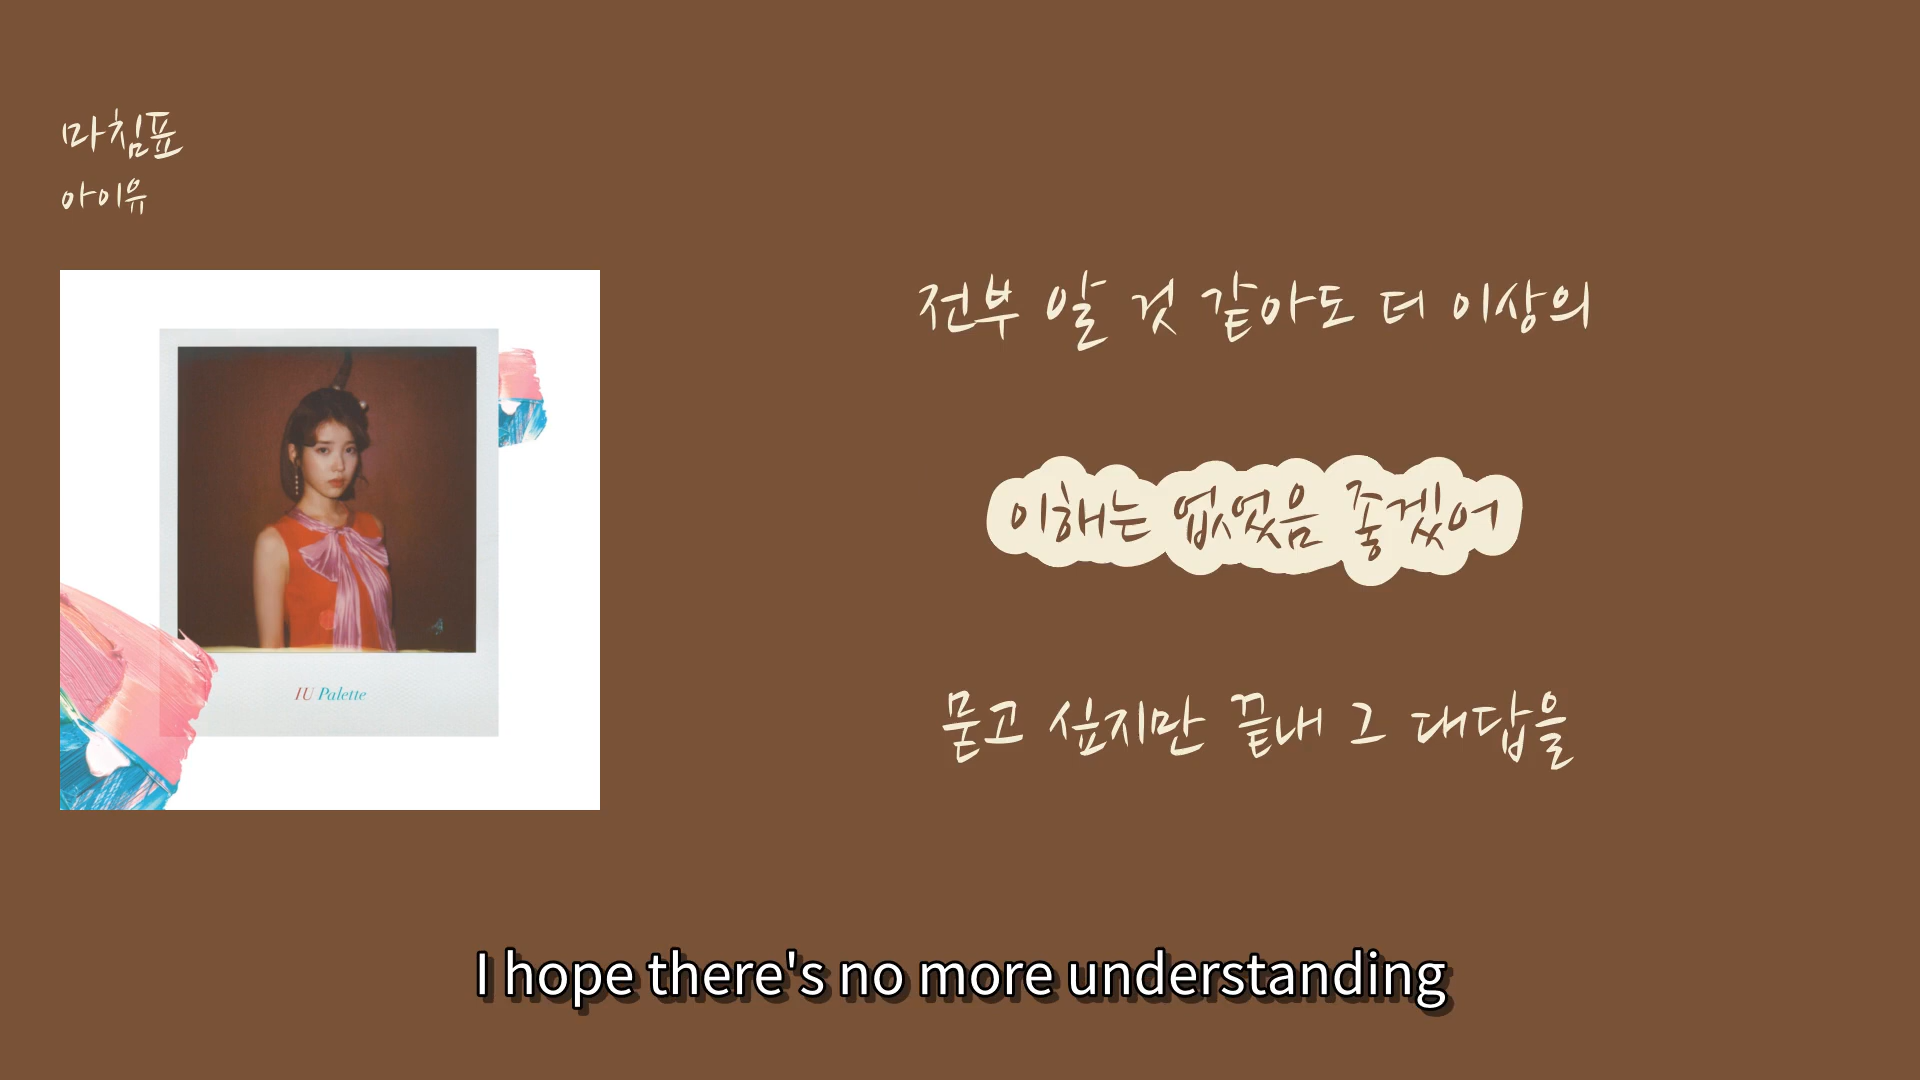 마침표
아이유
IU Palette
전부 알 것 같아도 더 이상의
이해는 없었음 좋겠어
묻고 싶지만 끝내 그 대답을
I hope there's no more understanding